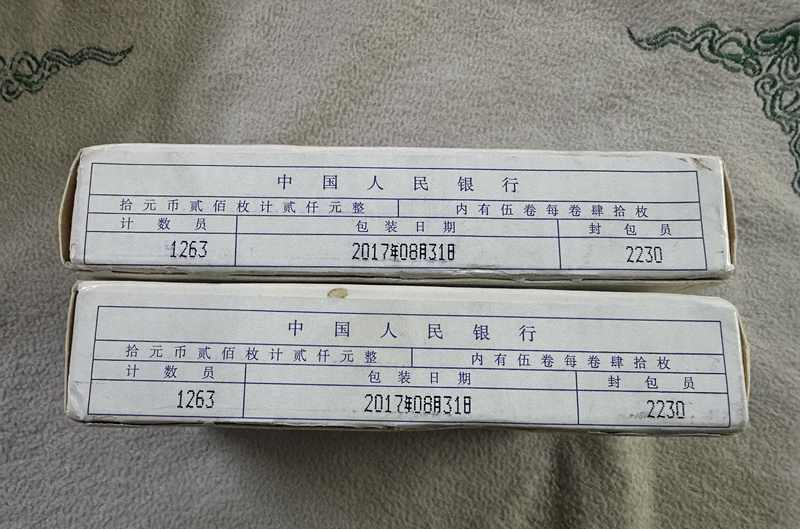 中国人民银行
拾元币贰佰枚计贰仟元整 内有伍卷每卷肆拾枚
计数员 包装日期 封包员
1263 2017年08月31日 2230
中国人民银行
拾元币贰佰枚计贰仟元整 内有伍卷每卷肆拾枚
计数员 包装日期 封包员
1263 2017年08月31日 2230